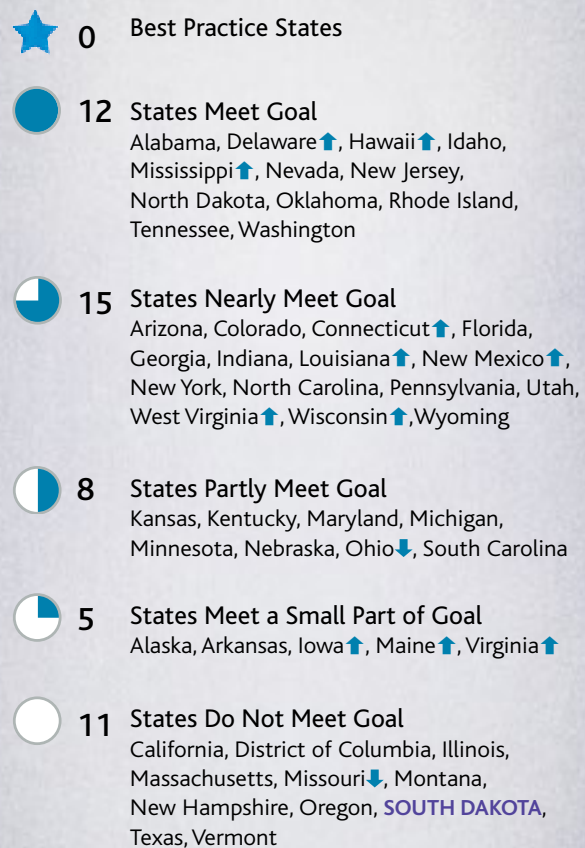 0 Best Practice States
12 States Meet Goal
Alabama, Delaware⬆, Hawaii⬆, Idaho,
Mississippi⬆, Nevada, New Jersey,
North Dakota, Oklahoma, Rhode Island,
Tennessee, Washington
15 States Nearly Meet Goal
Arizona, Colorado, Connecticut⬆, Florida,
Georgia, Indiana, Louisiana⬆, New Mexico⬆,
New York, North Carolina, Pennsylvania, Utah,
West Virginia⬆, Wisconsin⬆,Wyoming
8 States Partly Meet Goal
Kansas, Kentucky, Maryland, Michigan,
Minnesota, Nebraska, Ohio⬇, South Carolina
5 States Meet a Small Part of Goal
Alaska, Arkansas, Iowa⬆, Maine⬆, Virginia⬆
11 States Do Not Meet Goal
California, District of Columbia, Illinois,
Massachusetts, Missouri⬇, Montana,
New Hampshire, Oregon, SOUTH DAKOTA,
Texas, Vermont